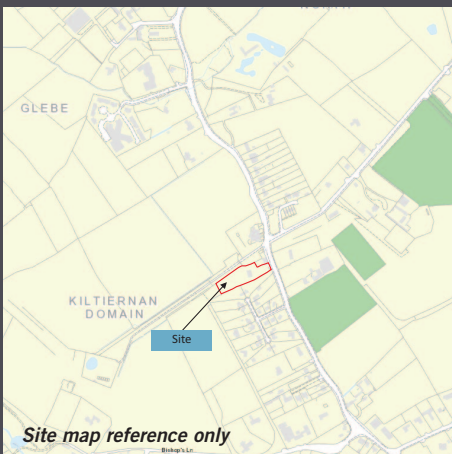 GLEBE
KILTIERNAN
DOMAIN
Site
Site map reference only
Bishop's Ln